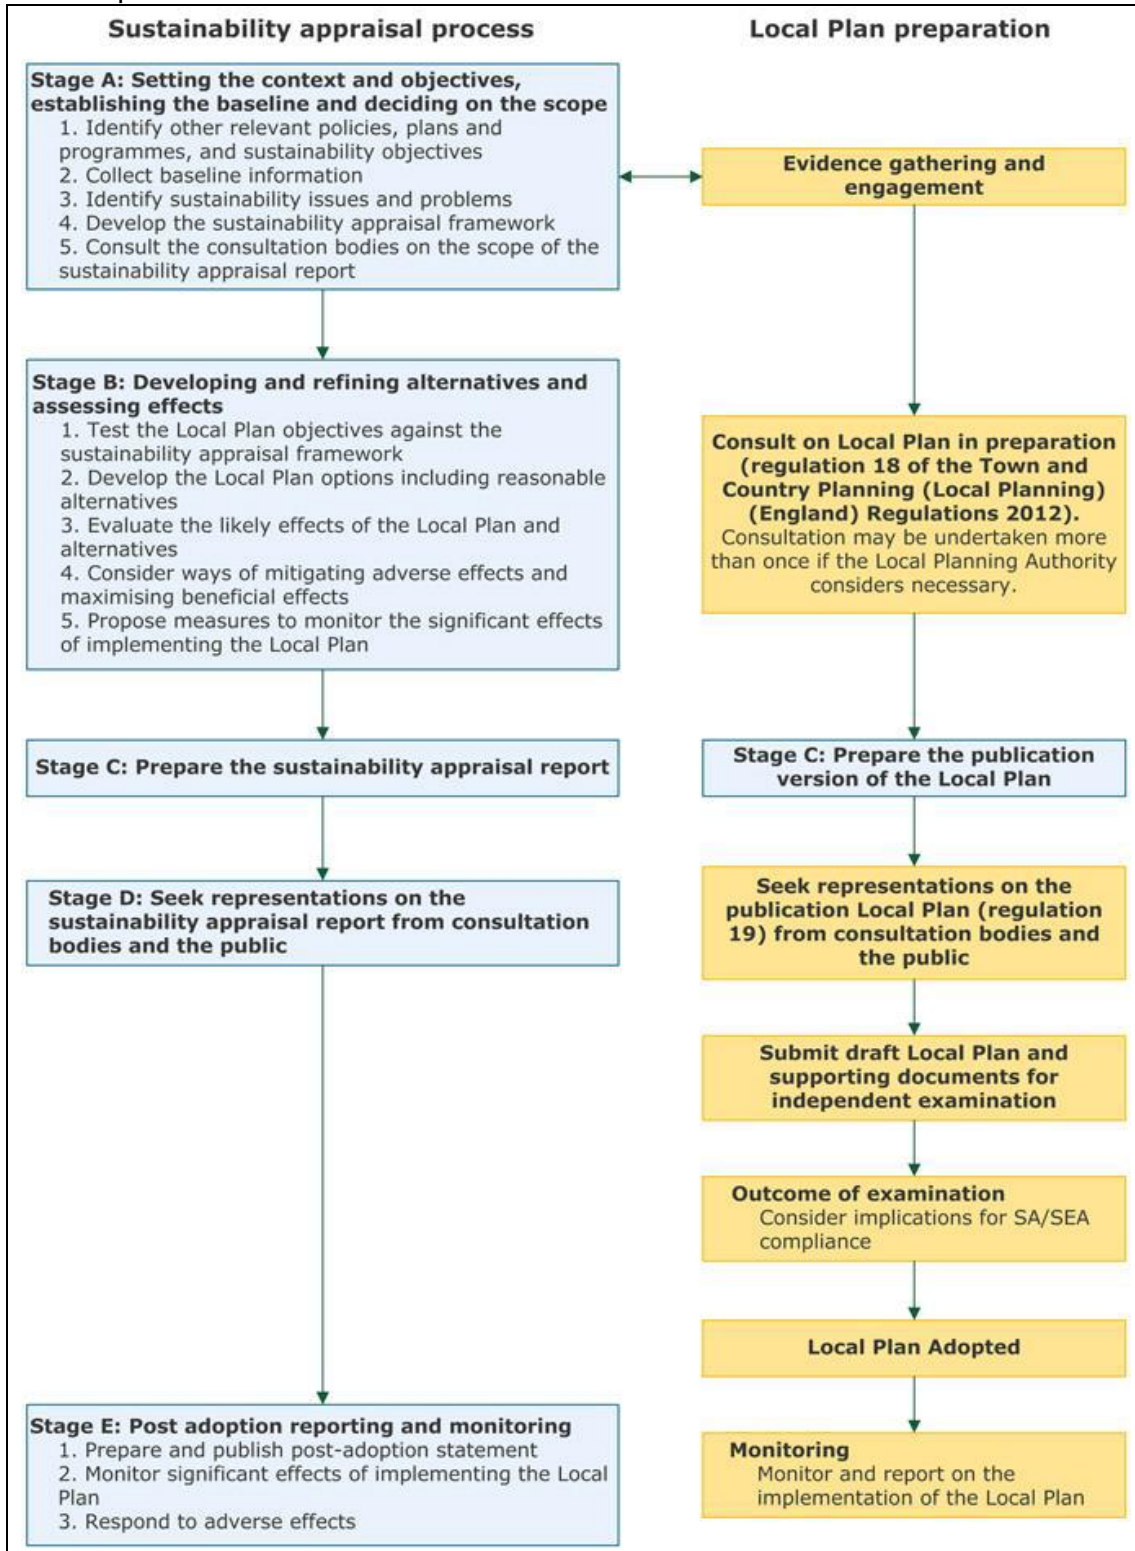 Sustainability appraisal process
Stage A: Setting the context and objectives,
establishing the baseline and deciding on the scope
1. Identify other relevant policies, plans and
programmes, and sustainability objectives
2. Collect baseline information
3. Identify sustainability issues and problems
4. Develop the sustainability appraisal framework
5. Consult the consultation bodies on the scope of the
sustainability appraisal report
Stage B: Developing and refining alternatives and
assessing effects
1. Test the Local Plan objectives against the
sustainability appraisal framework
2. Develop the Local Plan options including reasonable
alternatives
3. Evaluate the likely effects of the Local Plan and
alternatives
4. Consider ways of mitigating adverse effects and
maximising beneficial effects
5. Propose measures to monitor the significant effects
of implementing the Local Plan
Stage C: Prepare the sustainability appraisal report
Stage D: Seek representations on the
sustainability appraisal report from consultation
bodies and the public
Stage E: Post adoption reporting and monitoring
1. Prepare and publish post-adoption statement
2. Monitor significant effects of implementing the Local
Plan
3. Respond to adverse effects
Local Plan preparation
Evidence gathering and
engagement
Consult on Local Plan in preparation
(regulation 18 of the Town and
Country Planning (Local Planning)
(England) Regulations 2012).
Consultation may be undertaken more
than once if the Local Planning Authority
considers necessary.
Stage C: Prepare the publication
version of the Local Plan
Seek representations on the
publication Local Plan (regulation
19) from consultation bodies and
the public
Submit draft Local Plan and
supporting documents for
independent examination
Outcome of examination
Consider implications for SA/SEA
compliance
Local Plan Adopted
Monitoring
Monitor and report on the
implementation of the Local Plan